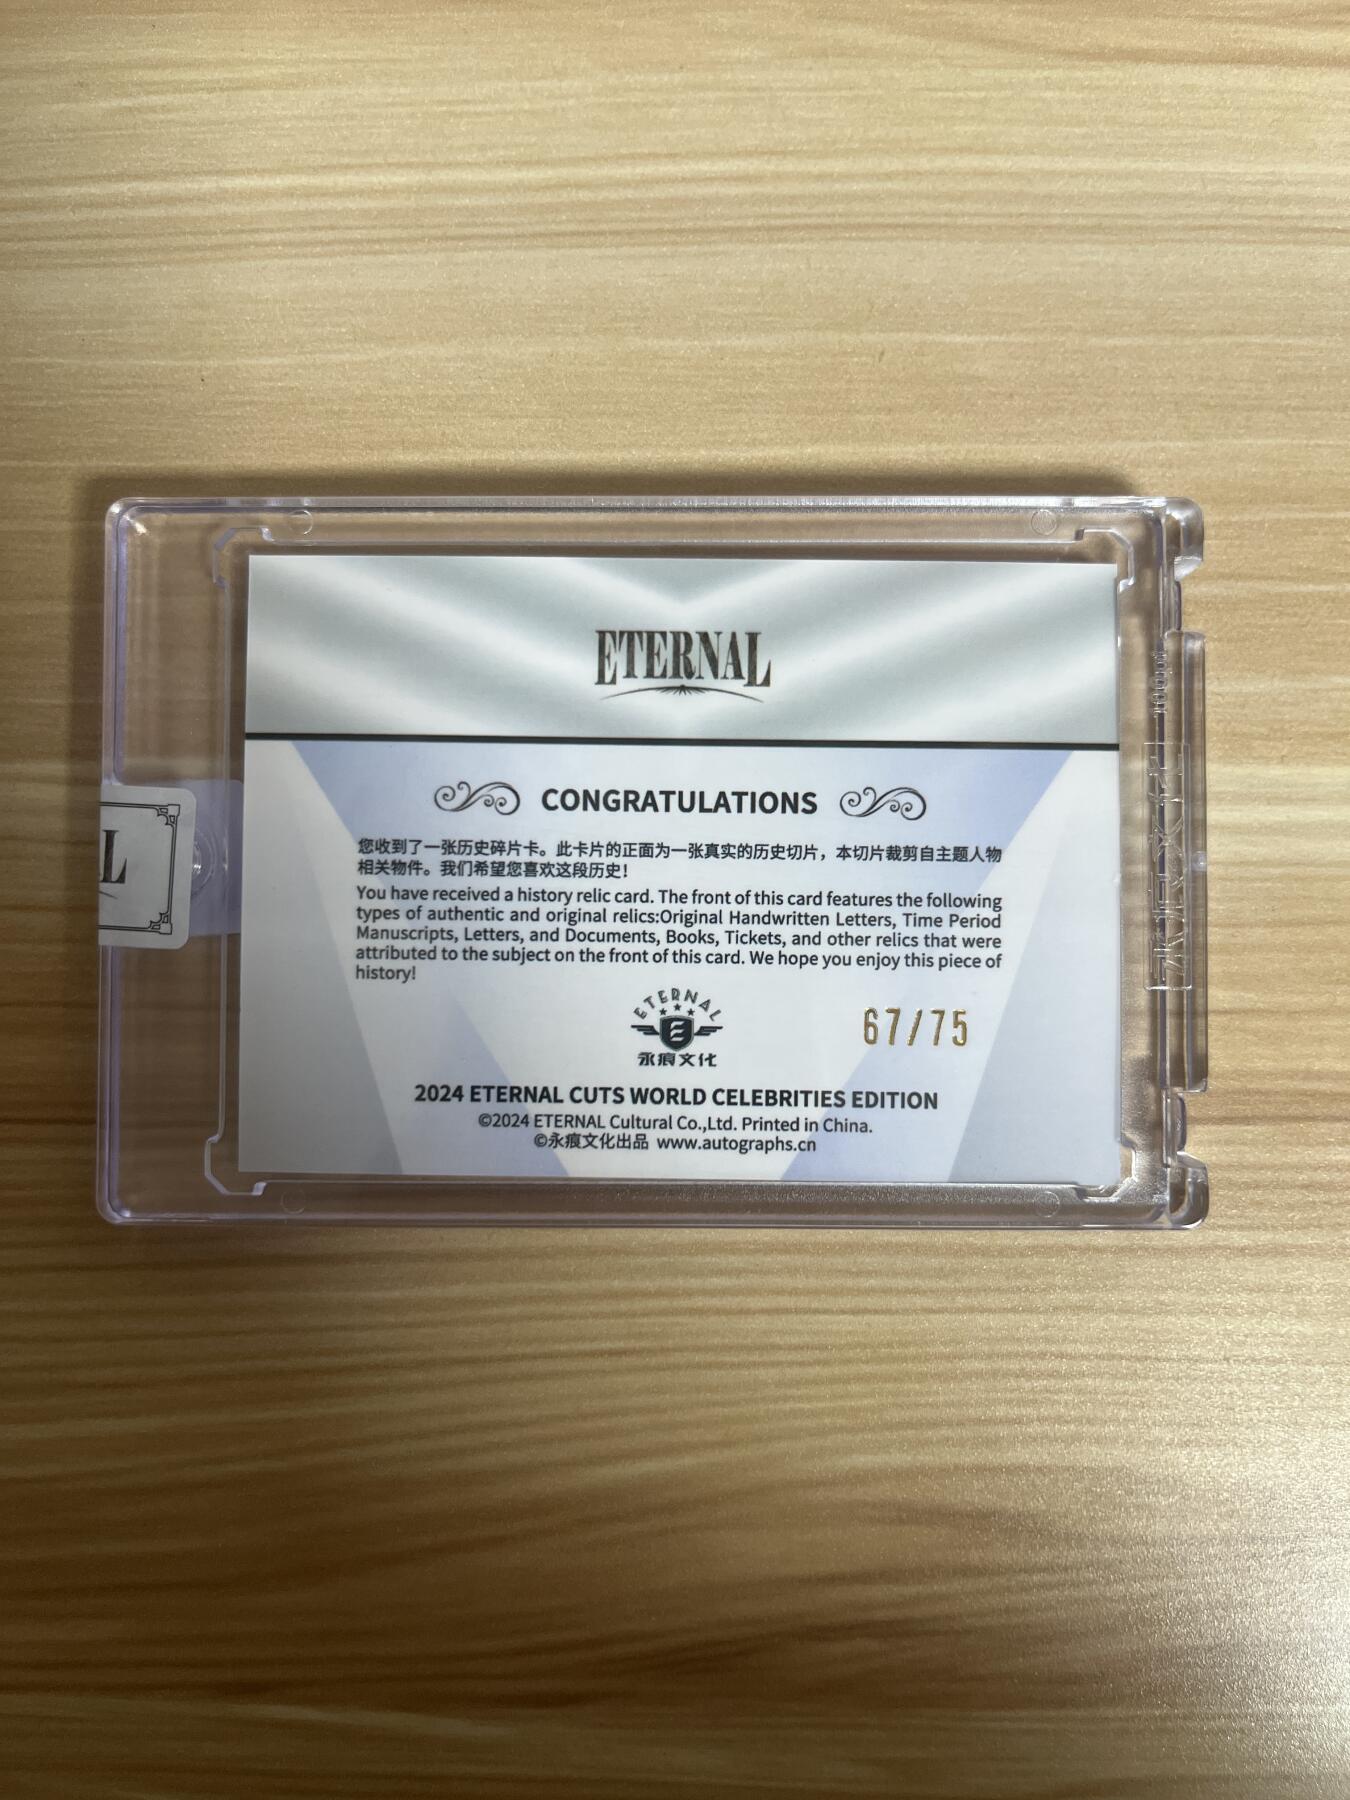 ETERNAL
CONGRATULATIONS
您收到了一张历史碎片卡。此卡片的正面为一张真实的历史切片，本切片裁剪自主题人物
相关物件。我们希望您喜欢这段历史！
You have received a history relic card. The front of this card features the following
types of authentic and original relics:Original Handwritten Letters, Time Period
Manuscripts, Letters, and Documents, Books, Tickets, and other relics that were
attributed to the subject on the front of this card. We hope you enjoy this piece of
history!
L
ETERNAL
E
永痕文化
67/75
2024 ETERNAL CUTS WORLD CELEBRITIES EDITION
©2024 ETERNAL Cultural Co.,Ltd. Printed in China.
©永痕文化出品 www.autographs.cn
永痕文化